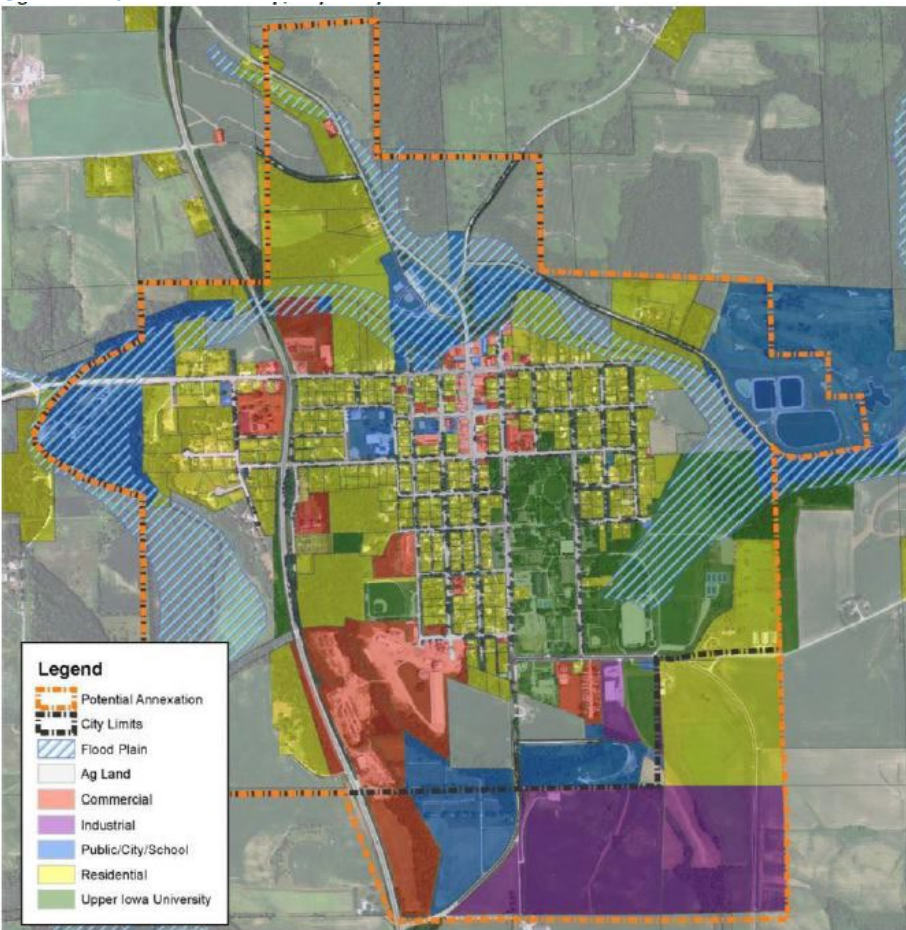 Legend
Potential Annexation
City Limits
Flood Plain
Ag Land
Commercial
Industrial
Public/City/School
Residential
Upper Iowa University